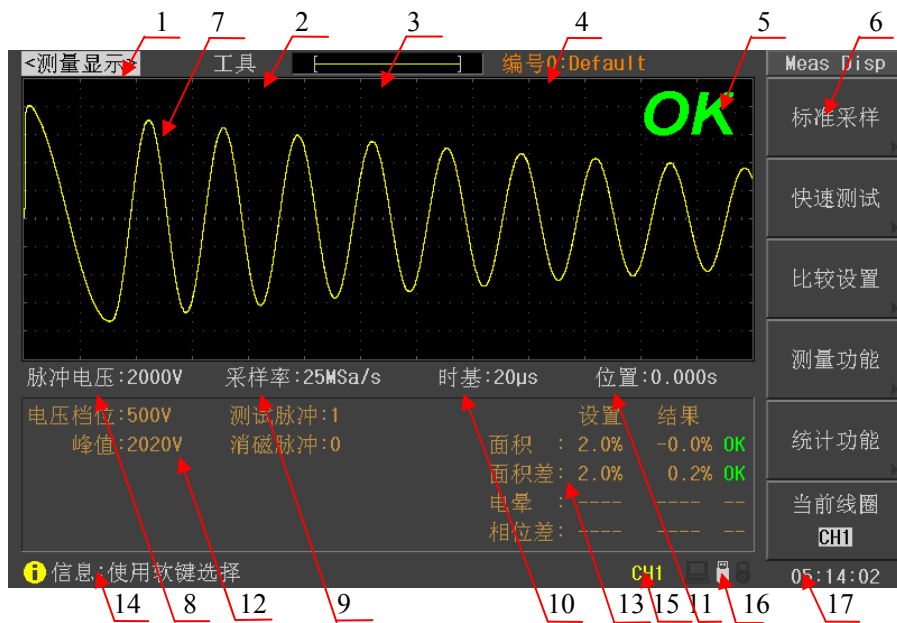 1 7 2 3 4 5 6
<测量显示> 工具 [ ] 编号0:Default Meas Disp
OK
标准采样
快速测试
比较设置
测量功能
统计功能
当前线圈
CH1
脉冲电压:2000V 采样率:25MSa/s 时基:20μs 位置:0.000s
电压档位:500V 测试脉冲:1 设置 结果
峰值:2020V 消磁脉冲:0 面积 : 2.0% -0.0% OK
面积差: 2.0% 0.2% OK
电晕 : ---- ---- --
相位差: ---- ---- --
信息:使用软键选择 CH1 05:14:02
14 8 12 9 10 13 15 11 16 17